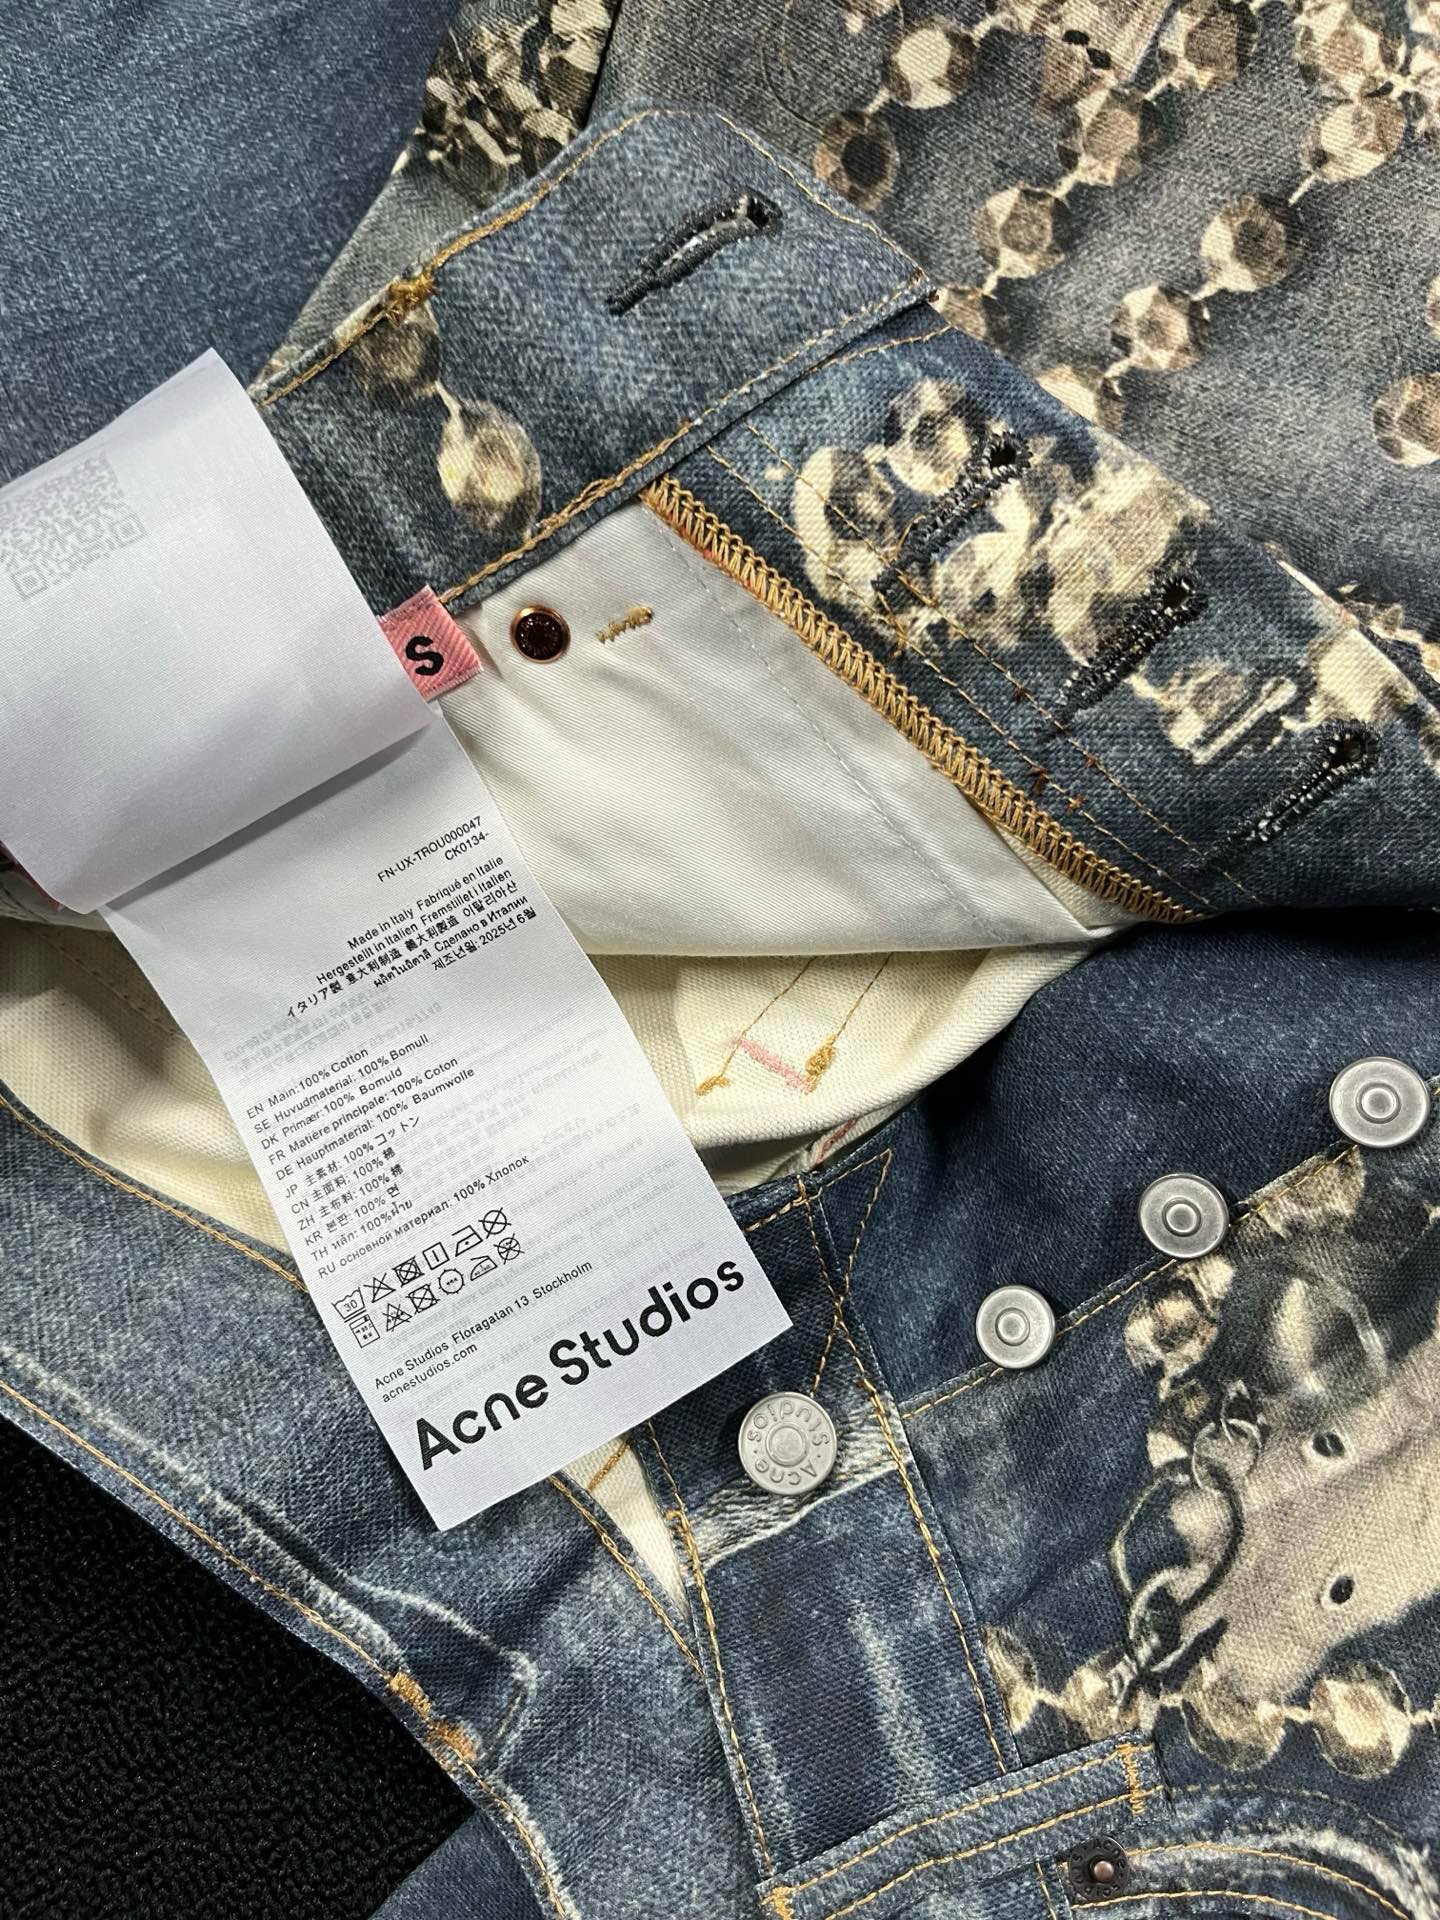 S
FN-UX-TROU000047
CK0134-
Made in Italy Fabriqué en Italie
Hergestelit in Italien Fremstillet i Italien
イタリア製 意大利制造 義大利製造 이탈리아산
ผลิตในอิตาลี Сделано в Италии
제조년월: 2025년 6월
EN Main:100% Cotton
SE Huvudmaterial: 100% Bomull
DK Primær:100% Bomuld
FR Matière principale: 100% Coton
DE Hauptmaterial: 100% Baumwolle
JP 主素材: 100% コットン
CN 主面料: 100% 棉
ZH 主布料: 100% 棉
KR 본판: 100% 면
TH หลัก: 100%ฝ้าย
RU основной материал: 100% Хлопок
30
Acne Studios Floragatan 13 Stockholm
acnestudios.com
Acne Studios
Acne Studios